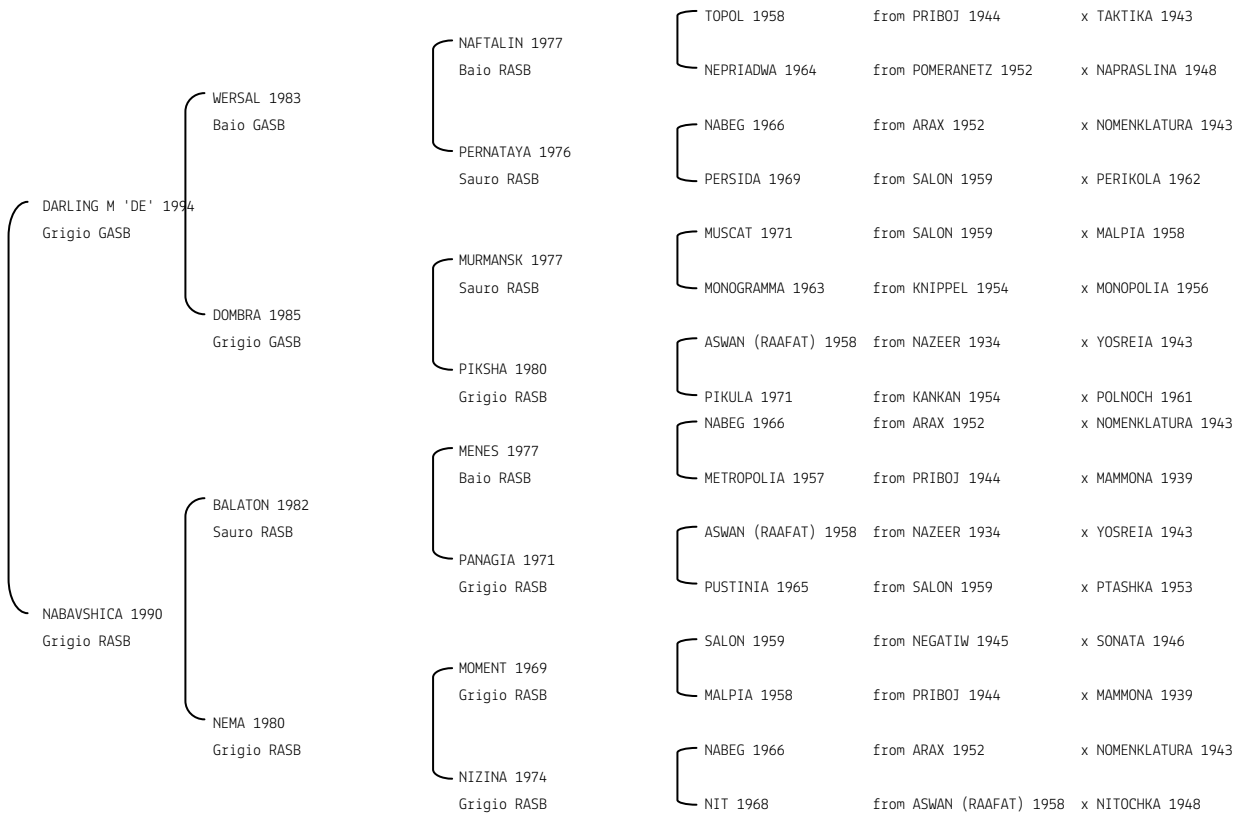 TOPOL 1958 from PRIBOJ 1944 x TAKTIKA 1943
NAFTALIN 1977
Baio RASB
NEPRIADWA 1964 from POMERANETZ 1952 x NAPRASLINA 1948
WERSAL 1983
Baio GASB
NABEG 1966 from ARAX 1952 x NOMENKLATURA 1943
PERNATAYA 1976
Sauro RASB
PERSIDA 1969 from SALON 1959 x PERIKOLA 1962
DARLING M 'DE' 1994
Grigio GASB
MUSCAT 1971 from SALON 1959 x MALPIA 1958
MURMANSK 1977
Sauro RASB
MONOGRAMMA 1963 from KNIPPEL 1954 x MONOPOLIA 1956
DOMBRA 1985
Grigio GASB
ASWAN (RAAFAT) 1958 from NAZEER 1934 x YOSREIA 1943
PIKSHA 1980
Grigio RASB
PIKULA 1971 from KANKAN 1954 x POLNOCH 1961
NABEG 1966 from ARAX 1952 x NOMENKLATURA 1943
MENES 1977
Baio RASB
METROPOLIA 1957 from PRIBOJ 1944 x MAMMONA 1939
BALATON 1982
Sauro RASB
ASWAN (RAAFAT) 1958 from NAZEER 1934 x YOSREIA 1943
PANAGIA 1971
Grigio RASB
PUSTINIA 1965 from SALON 1959 x PTASHKA 1953
NABAVSHICA 1990
Grigio RASB
SALON 1959 from NEGATIW 1945 x SONATA 1946
MOMENT 1969
Grigio RASB
MALPIA 1958 from PRIBOJ 1944 x MAMMONA 1939
NEMA 1980
Grigio RASB
NABEG 1966 from ARAX 1952 x NOMENKLATURA 1943
NIZINA 1974
Grigio RASB
NIT 1968 from ASWAN (RAAFAT) 1958 x NITOCHKA 1948